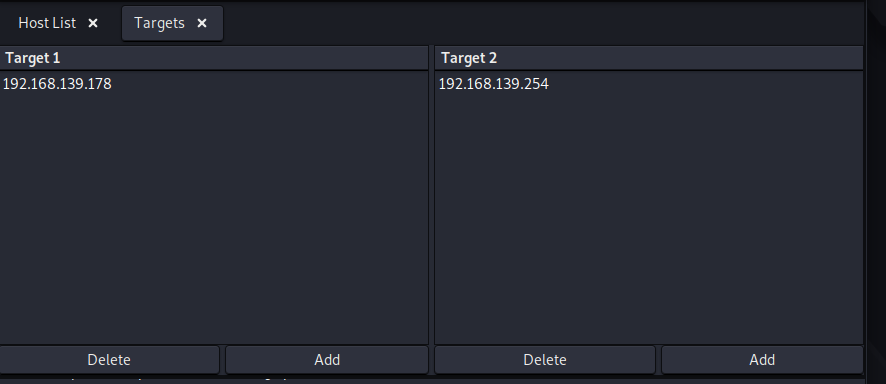 Host List ×   Targets ×
Target 1   Target 2
192.168.139.178   192.168.139.254
Delete   Add   Delete   Add